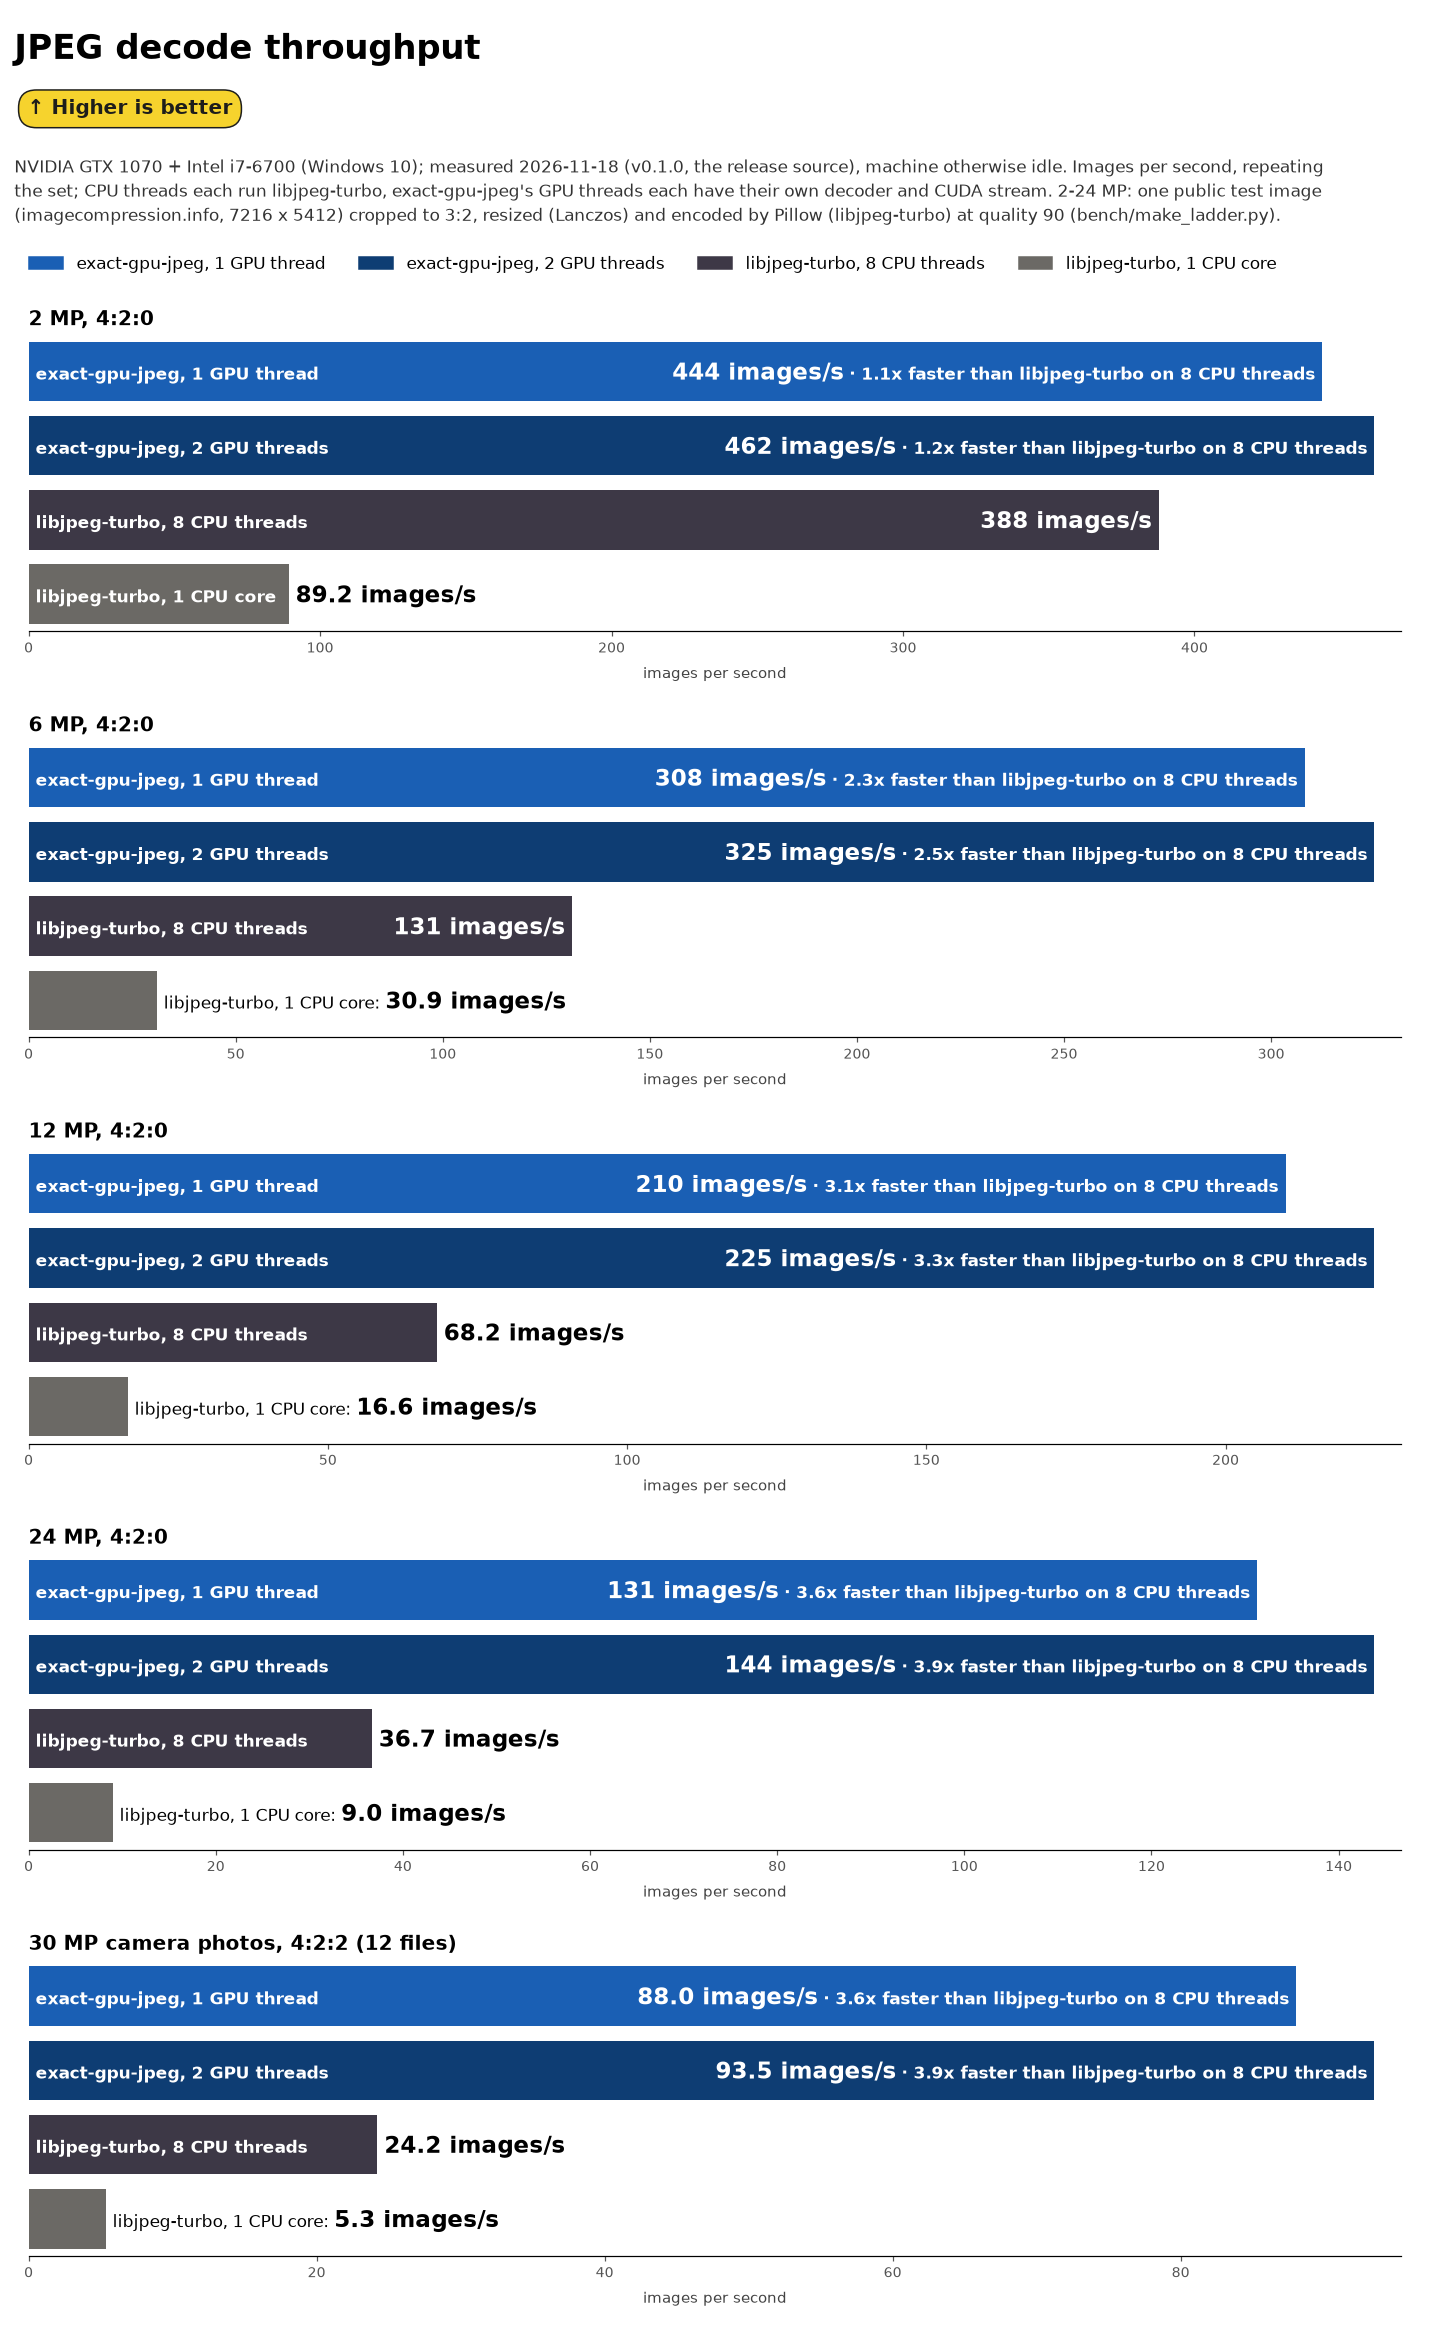 JPEG decode throughput
↑ Higher is better
NVIDIA GTX 1070 + Intel i7-6700 (Windows 10); measured 2026-11-18 (v0.1.0, the release source), machine otherwise idle. Images per second, repeating
the set; CPU threads each run libjpeg-turbo, exact-gpu-jpeg's GPU threads each have their own decoder and CUDA stream. 2-24 MP: one public test image
(imagecompression.info, 7216 x 5412) cropped to 3:2, resized (Lanczos) and encoded by Pillow (libjpeg-turbo) at quality 90 (bench/make_ladder.py).
exact-gpu-jpeg, 1 GPU thread exact-gpu-jpeg, 2 GPU threads libjpeg-turbo, 8 CPU threads libjpeg-turbo, 1 CPU core
2 MP, 4:2:0
exact-gpu-jpeg, 1 GPU thread 444 images/s · 1.1x faster than libjpeg-turbo on 8 CPU threads
exact-gpu-jpeg, 2 GPU threads 462 images/s · 1.2x faster than libjpeg-turbo on 8 CPU threads
libjpeg-turbo, 8 CPU threads 388 images/s
libjpeg-turbo, 1 CPU core 89.2 images/s
0 100 200 300 400
images per second
6 MP, 4:2:0
exact-gpu-jpeg, 1 GPU thread 308 images/s · 2.3x faster than libjpeg-turbo on 8 CPU threads
exact-gpu-jpeg, 2 GPU threads 325 images/s · 2.5x faster than libjpeg-turbo on 8 CPU threads
libjpeg-turbo, 8 CPU threads 131 images/s
libjpeg-turbo, 1 CPU core: 30.9 images/s
0 50 100 150 200 250 300
images per second
12 MP, 4:2:0
exact-gpu-jpeg, 1 GPU thread 210 images/s · 3.1x faster than libjpeg-turbo on 8 CPU threads
exact-gpu-jpeg, 2 GPU threads 225 images/s · 3.3x faster than libjpeg-turbo on 8 CPU threads
libjpeg-turbo, 8 CPU threads 68.2 images/s
libjpeg-turbo, 1 CPU core: 16.6 images/s
0 50 100 150 200
images per second
24 MP, 4:2:0
exact-gpu-jpeg, 1 GPU thread 131 images/s · 3.6x faster than libjpeg-turbo on 8 CPU threads
exact-gpu-jpeg, 2 GPU threads 144 images/s · 3.9x faster than libjpeg-turbo on 8 CPU threads
libjpeg-turbo, 8 CPU threads 36.7 images/s
libjpeg-turbo, 1 CPU core: 9.0 images/s
0 20 40 60 80 100 120 140
images per second
30 MP camera photos, 4:2:2 (12 files)
exact-gpu-jpeg, 1 GPU thread 88.0 images/s · 3.6x faster than libjpeg-turbo on 8 CPU threads
exact-gpu-jpeg, 2 GPU threads 93.5 images/s · 3.9x faster than libjpeg-turbo on 8 CPU threads
libjpeg-turbo, 8 CPU threads 24.2 images/s
libjpeg-turbo, 1 CPU core: 5.3 images/s
0 20 40 60 80
images per second